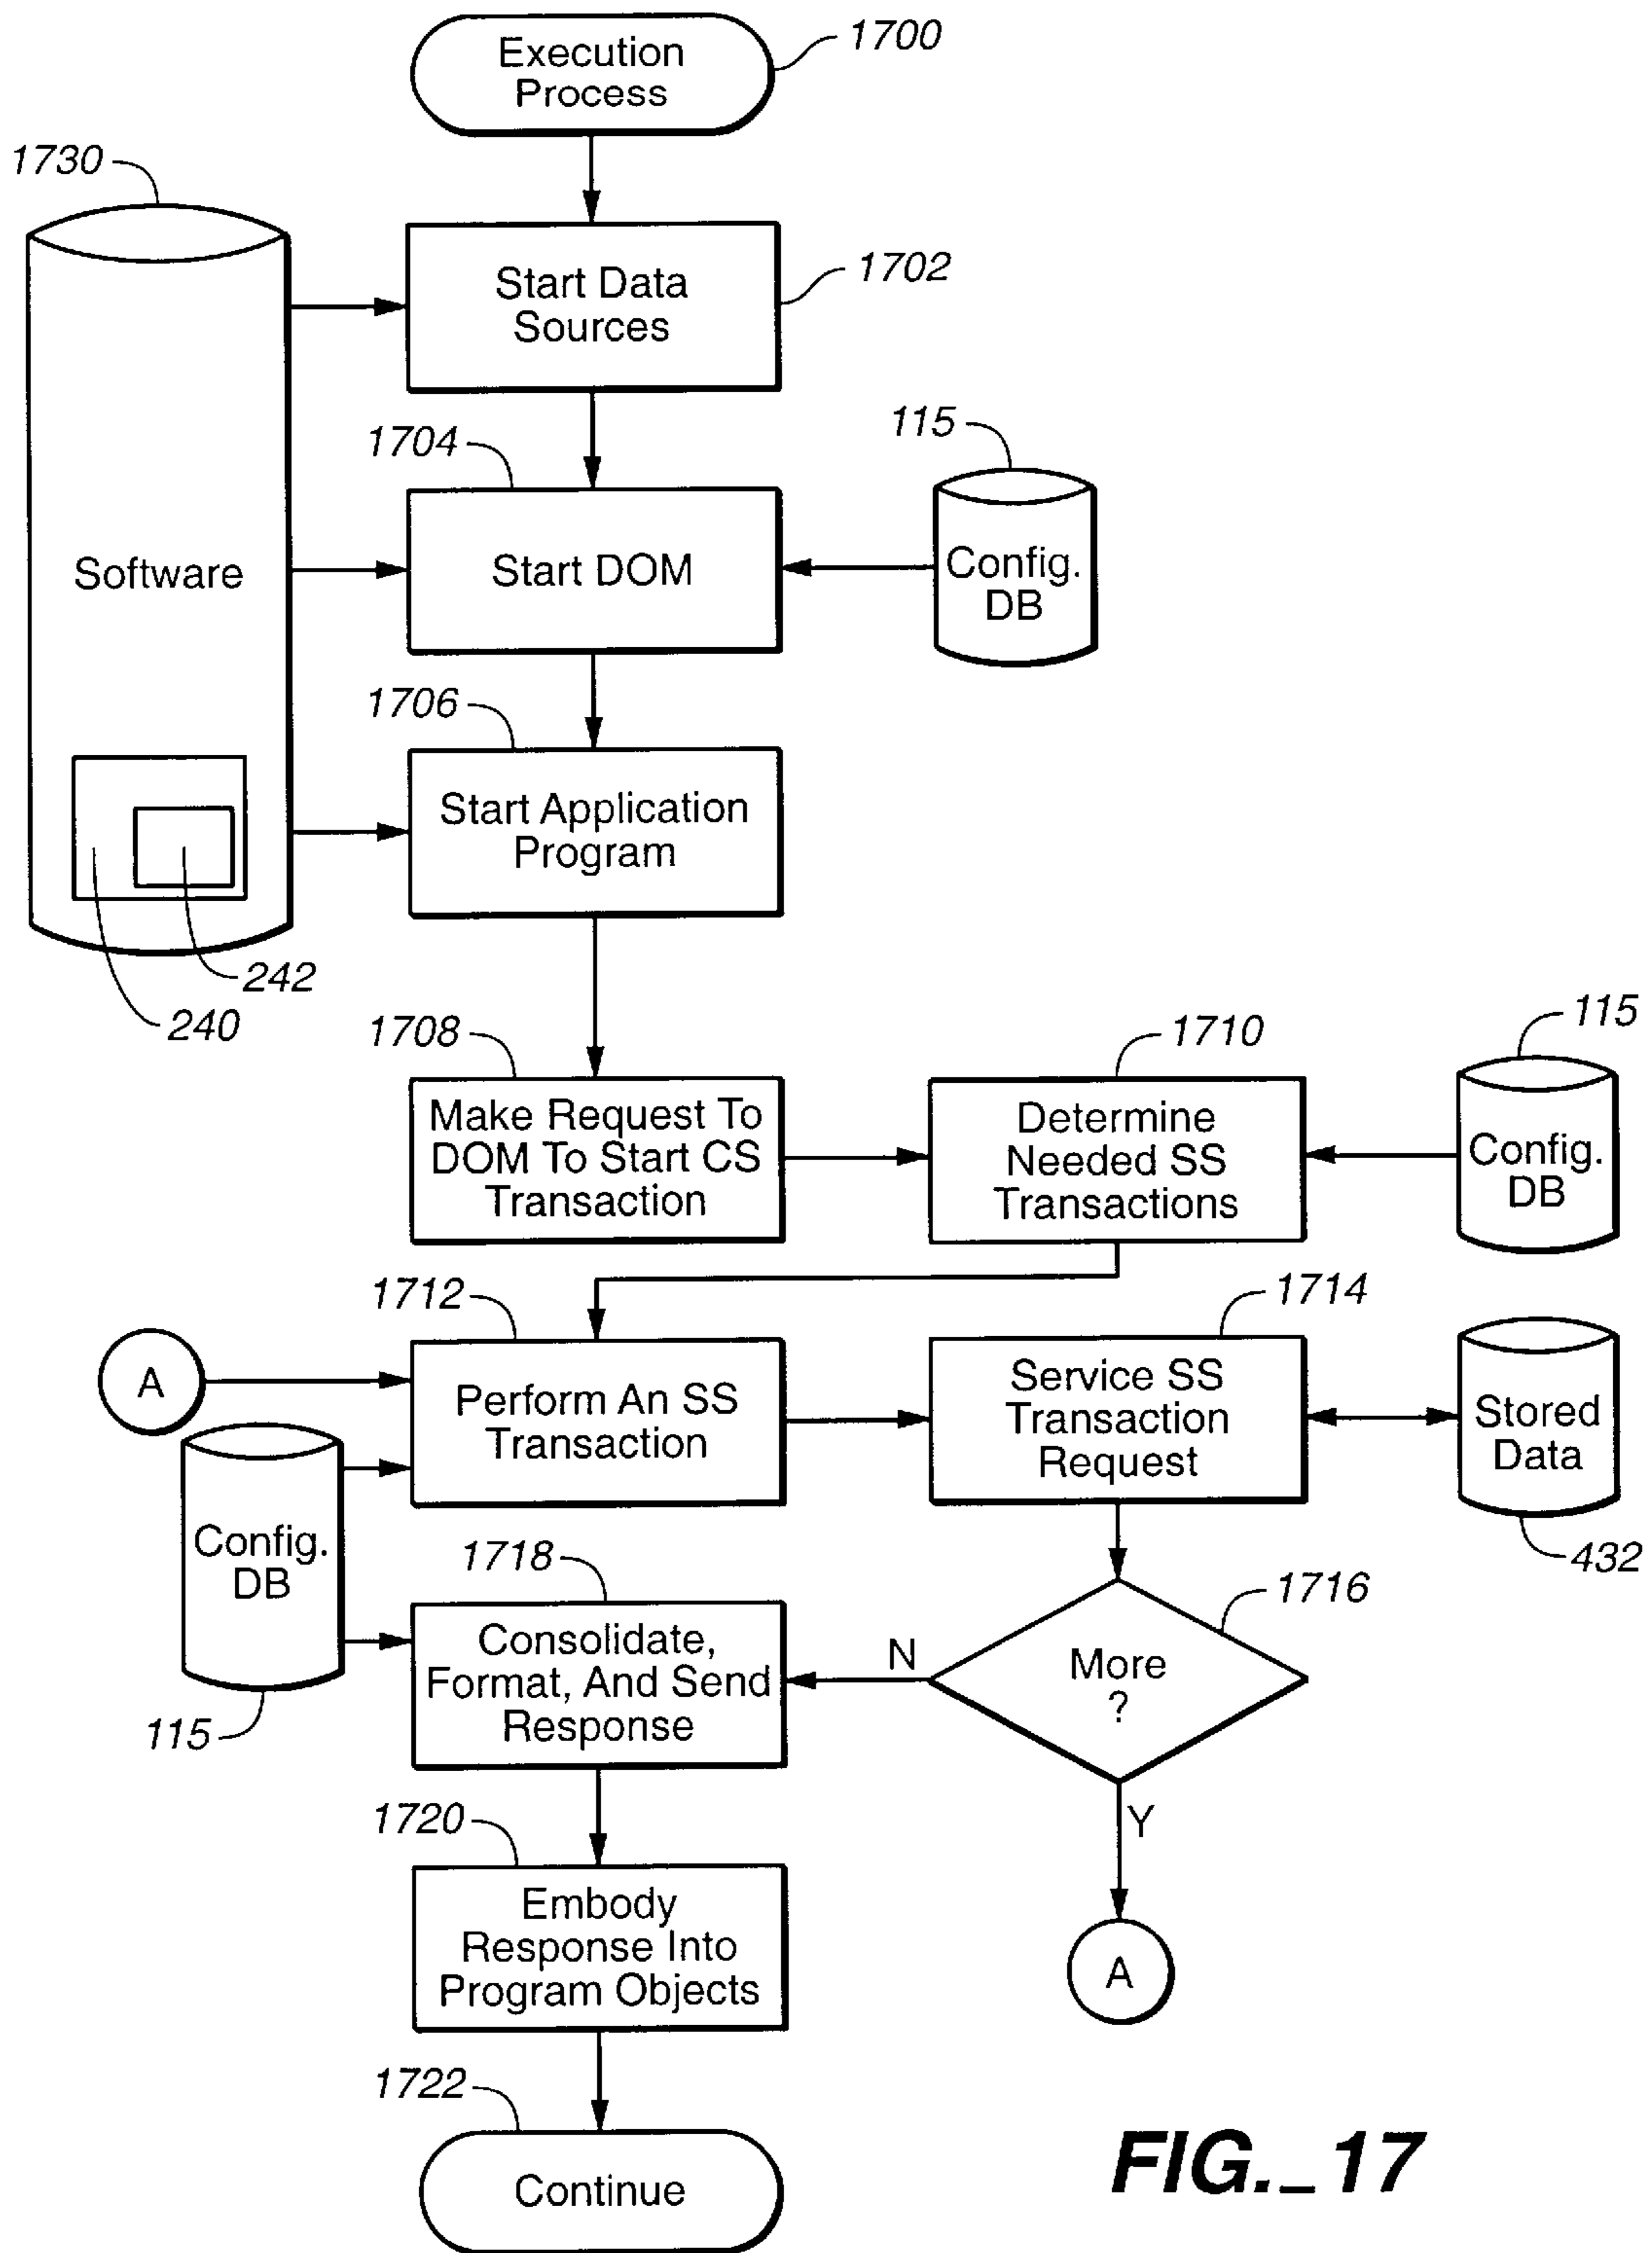 Execution
Process
1700
1730
Start Data
Sources
1702
1704
115
Software
Start DOM
Config.
DB
1706
Start Application
Program
242
240
1708
1710
115
Make Request To
DOM To Start CS
Transaction
Determine
Needed SS
Transactions
Config.
DB
1712
1714
A
Perform An SS
Transaction
Service SS
Transaction
Request
Stored
Data
432
Config.
DB
115
1718
1716
Consolidate,
Format, And Send
Response
N
More
?
Y
1720
Embody
Response Into
Program Objects
A
1722
Continue
FIG._17